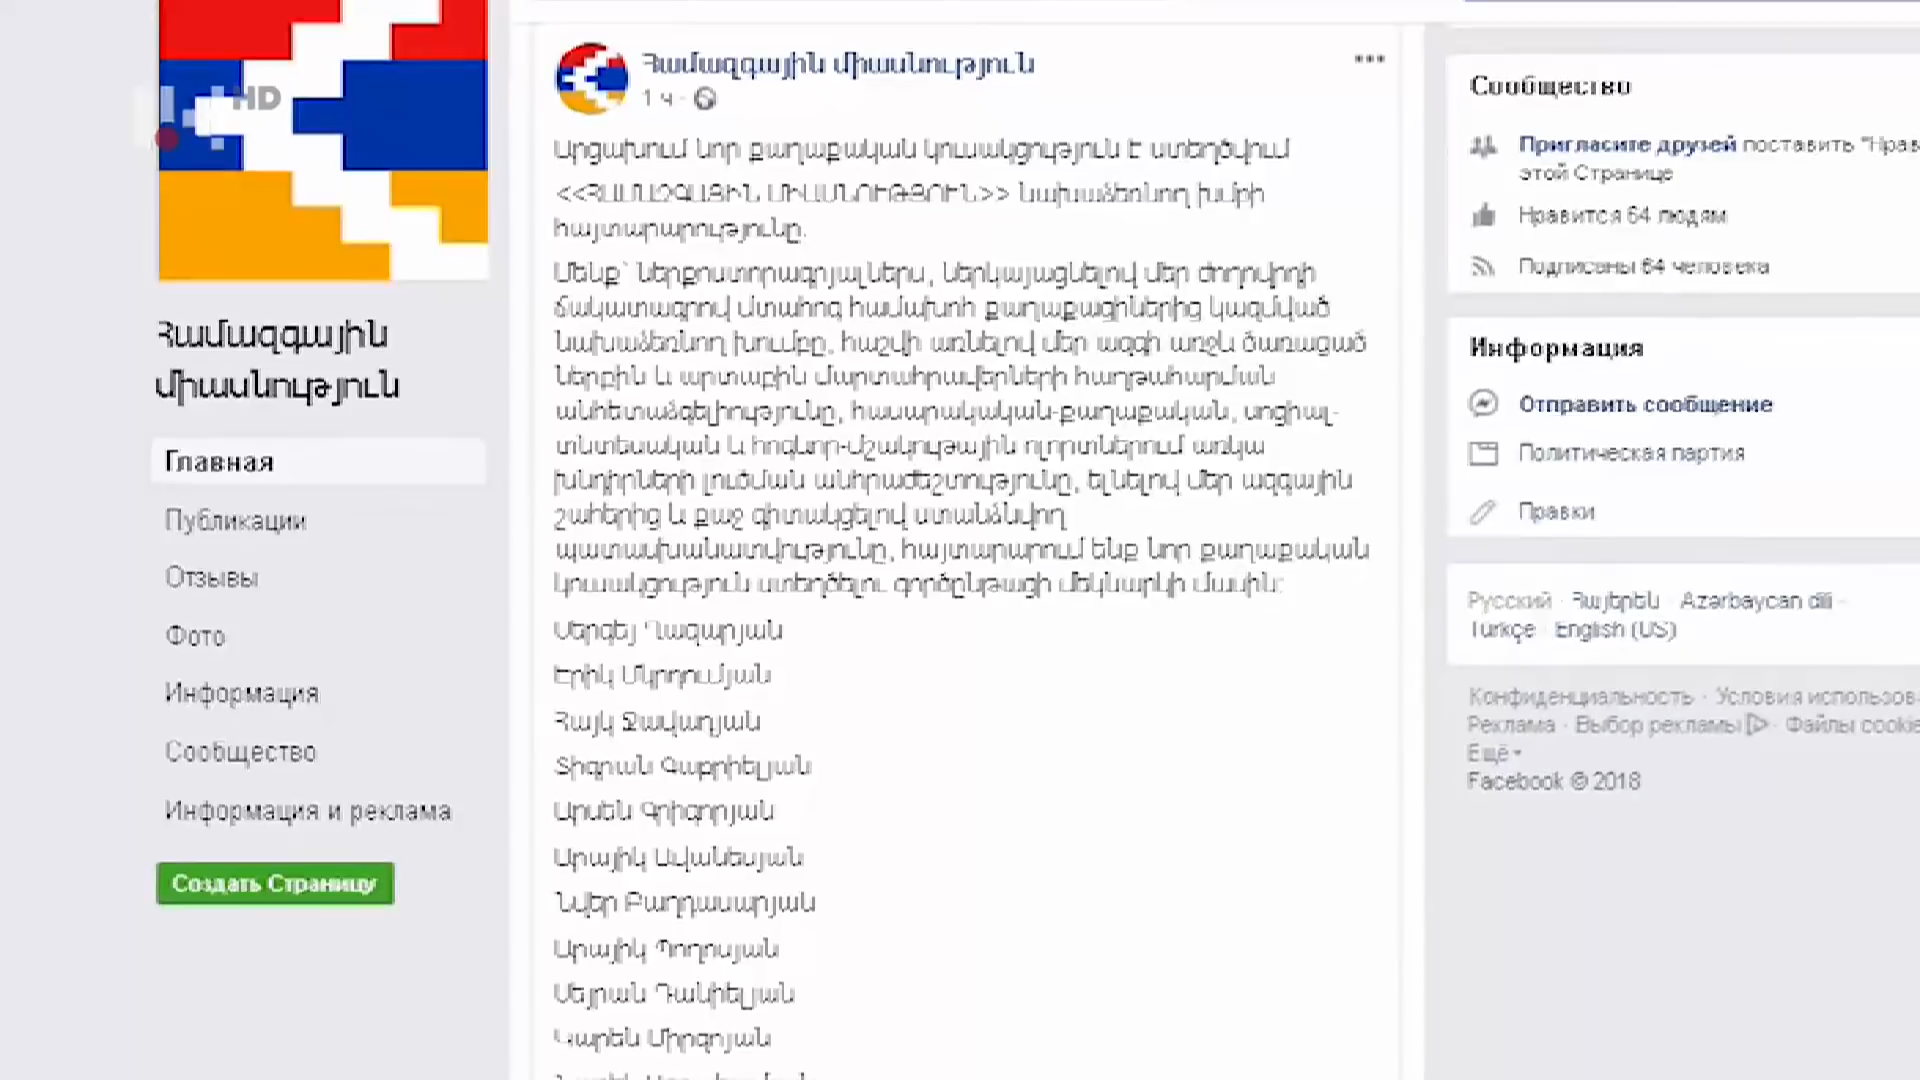 HD
Համազգային
միասնություն
Главная
Публикации
Отзывы
Фото
Информация
Сообщество
Информация и реклама
Создать Страницу
Համազգային միասնություն
1 ч
Արցախում նոր քաղաքական կուսակցություն է ստեղծվում
<<ՀԱՄԱԶԳԱՅԻՆ ՄԻԱՍՆՈՒԹՅՈՒՆ>> նախաձեռնող խմբի
հայտարարությունը.
Մենք` ներքոստորագրյալներս, ներկայացնելով մեր ժողովրդի
ճակատագրով մտահոգ համախոհ քաղաքացիներից կազմված
նախաձեռնող խումբը, հաշվի առնելով մեր ազգի առջև ծառացած
ներքին և արտաքին մարտահրավերների հաղթահարման
անհետաձգելիությունը, հասարակական-քաղաքական, սոցիալ-
տնտեսական և հոգևոր-մշակութային ոլորտներում առկա
խնդիրների լուծման անհրաժեշտությունը, ելնելով մեր ազգային
շահերից և քաջ գիտակցելով ստանձնվող
պատասխանատվությունը, հայտարարում ենք նոր քաղաքական
կուսակցություն ստեղծելու գործընթացի մեկնարկի մասին:
Սերգեյ Ղազարյան
Էրիկ Մկրտումյան
Հայկ Ջավադյան
Տիգրան Գաբրիելյան
Արսեն Գրիգորյան
Արայիկ Ավանեսյան
Նվեր Բաղդասարյան
Արայիկ Պողոսյան
Սեյրան Դանիելյան
Կարեն Միրզոյան
Сообщество
Пригласите друзей поставить "Нрав
этой Странице
Нравится 64 людям
Подписаны 64 человека
Информация
Отправить сообщение
Политическая партия
Правки
Русский · Հայերեն · Azərbaycan dili ·
Türkçe · English (US)
Конфиденциальность · Условия использов
Реклама · Выбор рекламы · Файлы cookie
Ещё
Facebook © 2018